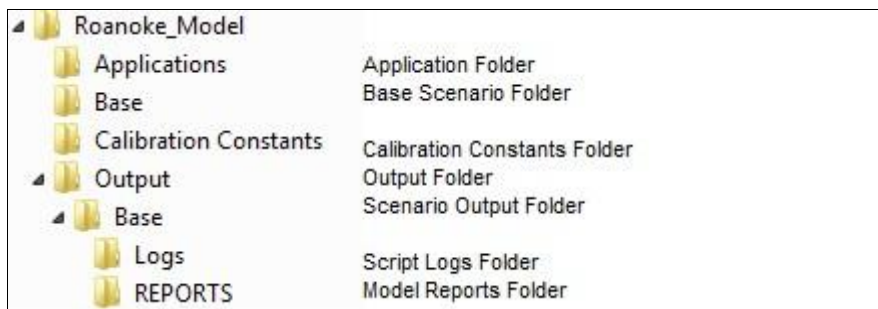 Roanoke_Model
Applications Application Folder
Base Base Scenario Folder
Calibration Constants Calibration Constants Folder
Output Output Folder
Base Scenario Output Folder
Logs Script Logs Folder
REPORTS Model Reports Folder